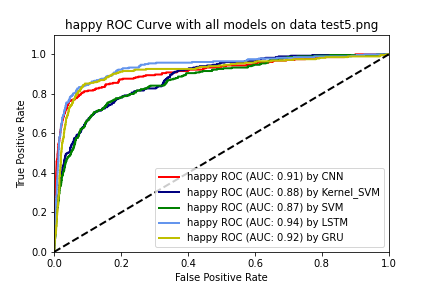 happy ROC Curve with all models on data test5.png
True Positive Rate
1.0
0.8
0.6
0.4
0.2
0.0
happy ROC (AUC: 0.91) by CNN
happy ROC (AUC: 0.88) by Kernel_SVM
happy ROC (AUC: 0.87) by SVM
happy ROC (AUC: 0.94) by LSTM
happy ROC (AUC: 0.92) by GRU
0.0 0.2 0.4 0.6 0.8 1.0
False Positive Rate